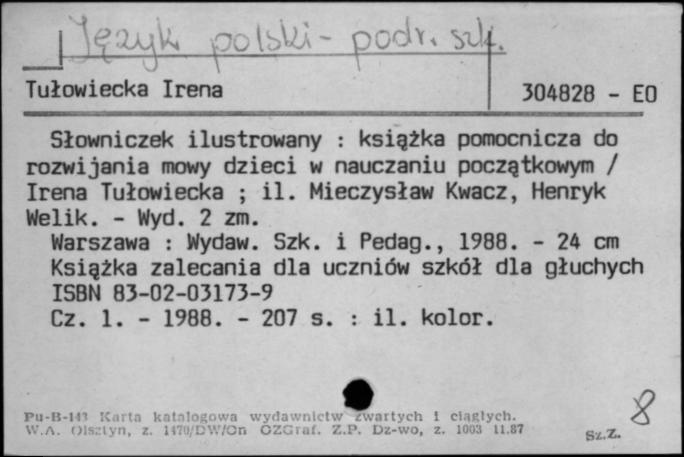 Język polski - podr. szk.
Tułowiecka Irena
304828 - EO
Słowniczek ilustrowany : książka pomocnicza do
rozwijania mowy dzieci w nauczaniu początkowym /
Irena Tułowiecka ; il. Mieczysław Kwacz, Henryk
Welik. - Wyd. 2 zm.
Warszawa : Wydaw. Szk. i Pedag., 1988. - 24 cm
Książka zalecania dla uczniów szkół dla głuchych
ISBN 83-02-03173-9
Cz. 1. - 1988. - 207 s. : il. kolor.
Pu-B-143 Karta katalogowa wydawnictw zwartych i ciągłych.
W.A. Olsztyn, z. 1470/DW/On OZGraf. Z.P. Dz-wo, z. 1003 11.87
Sz.Z.
8